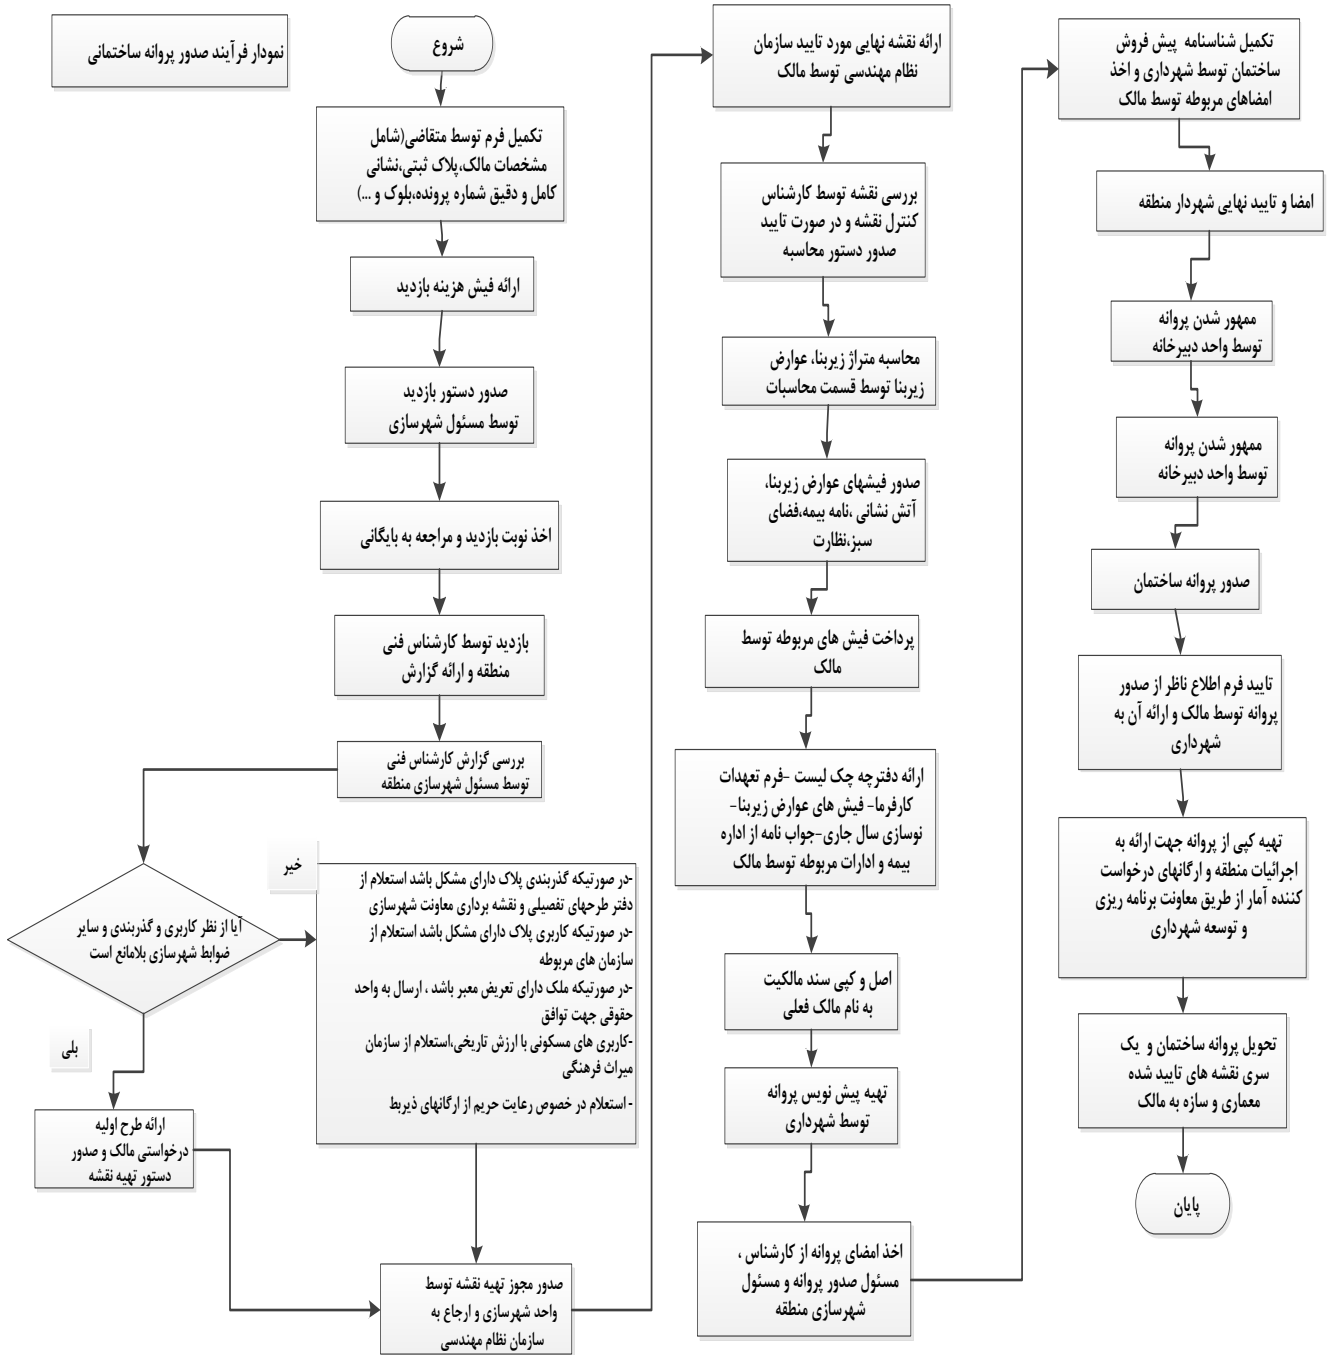 نمودار فرآیند صدور پروانه ساختمانی
شروع
تکمیل فرم توسط متقاضی(شامل
مشخصات مالک،پلاک ثبتی،نشانی
کامل و دقیق شماره پرونده،بلوک و ...)
ارائه فیش هزینه بازدید
صدور دستور بازدید
توسط مسئول شهرسازی
اخذ نوبت بازدید و مراجعه به بایگانی
بازدید توسط کارشناس فنی
منطقه و ارائه گزارش
بررسی گزارش کارشناس فنی
توسط مسئول شهرسازی منطقه
آیا از نظر کاربری و گذربندی و سایر
ضوابط شهرسازی بلامانع است
خیر
-در صورتیکه گذربندی پلاک دارای مشکل باشد استعلام از
دفتر طرحهای تفصیلی و نقشه برداری معاونت شهرسازی
-در صورتیکه کاربری پلاک دارای مشکل باشد استعلام از
سازمان های مربوطه
-در صورتیکه ملک دارای تعریض معبر باشد ، ارسال به واحد
حقوقی جهت توافق
-کاربری های مسکونی با ارزش تاریخی،استعلام از سازمان
میراث فرهنگی
- استعلام در خصوص رعایت حریم از ارگانهای ذیربط
بلی
ارائه طرح اولیه
درخواستی مالک و صدور
دستور تهیه نقشه
صدور مجوز تهیه نقشه توسط
واحد شهرسازی و ارجاع به
سازمان نظام مهندسی
ارائه نقشه نهایی مورد تایید سازمان
نظام مهندسی توسط مالک
بررسی نقشه توسط کارشناس
کنترل نقشه و در صورت تایید
صدور دستور محاسبه
محاسبه متراژ زیربنا، عوارض
زیربنا توسط قسمت محاسبات
صدور فیشهای عوارض زیربنا،
آتش نشانی ،نامه بیمه،فضای
سبز،نظارت
پرداخت فیش های مربوطه توسط
مالک
ارائه دفترچه چک لیست -فرم تعهدات
کارفرما- فیش های عوارض زیربنا-
نوسازی سال جاری-جواب نامه از اداره
بیمه و ادارات مربوطه توسط مالک
اصل و کپی سند مالکیت
به نام مالک فعلی
تهیه پیش نویس پروانه
توسط شهرداری
اخذ امضای پروانه از کارشناس ،
مسئول صدور پروانه و مسئول
شهرسازی منطقه
تکمیل شناسنامه پیش فروش
ساختمان توسط شهرداری و اخذ
امضاهای مربوطه توسط مالک
امضا و تایید نهایی شهردار منطقه
ممهور شدن پروانه
توسط واحد دبیرخانه
ممهور شدن پروانه
توسط واحد دبیرخانه
صدور پروانه ساختمان
تایید فرم اطلاع ناظر از صدور
پروانه توسط مالک و ارائه آن به
شهرداری
تهیه کپی از پروانه جهت ارائه به
اجرائیات منطقه و ارگانهای درخواست
کننده آمار از طریق معاونت برنامه ریزی
و توسعه شهرداری
تحویل پروانه ساختمان و یک
سری نقشه های تایید شده
معماری و سازه به مالک
پایان